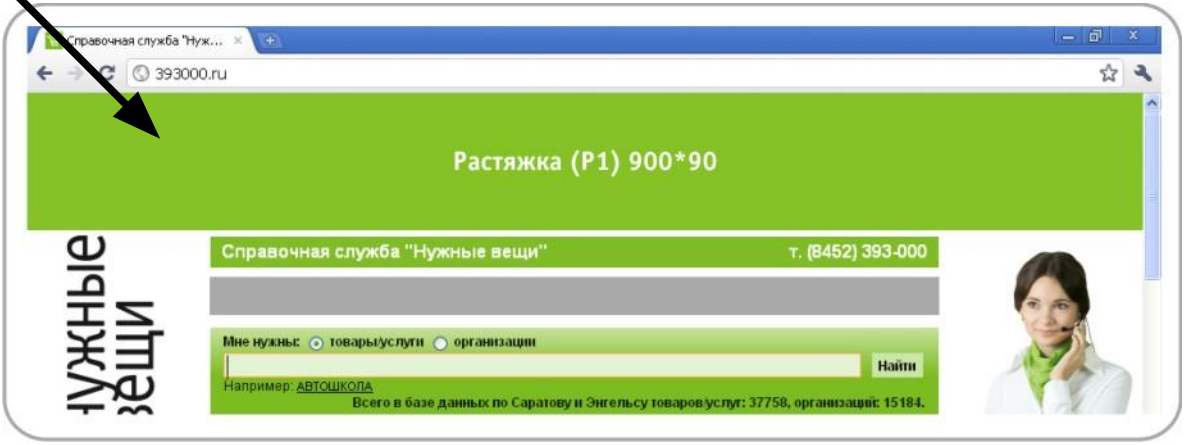 Справочная служба "Нуж...
393000.ru
Растяжка (Р1) 900*90
нужные
вещи
Справочная служба "Нужные вещи" т. (8452) 393-000
Мне нужны: товары/услуги организации
Найти
Например: АВТОШКОЛА
Всего в базе данных по Саратову и Энгельсу товаров/услуг: 37758, организаций: 15184.